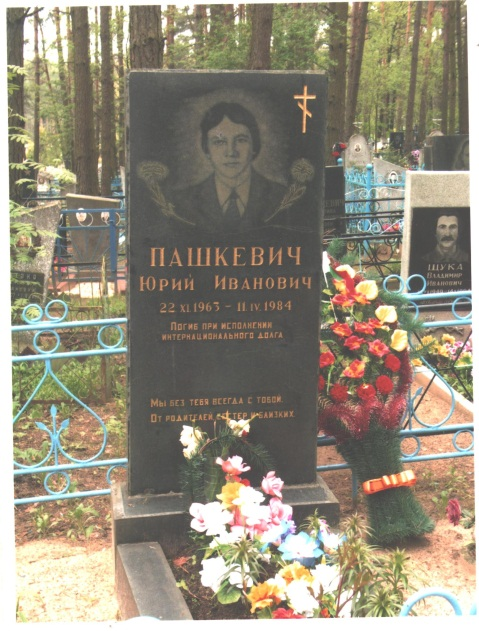 ПАШКЕВИЧ
ЮРИЙ ИВАНОВИЧ
22 XI 1963 – 11 IV 1984
ПОГИБ ПРИ ИСПОЛНЕНИИ
ИНТЕРНАЦИОНАЛЬНОГО ДОЛГА
МЫ БЕЗ ТЕБЯ ВСЕГДА С ТОБОЙ
ОТ РОДИТЕЛЕЙ СЕСТЕР И БЛИЗКИХ
ЩУКА
ВЛАДИМИР
ИВАНОВИЧ